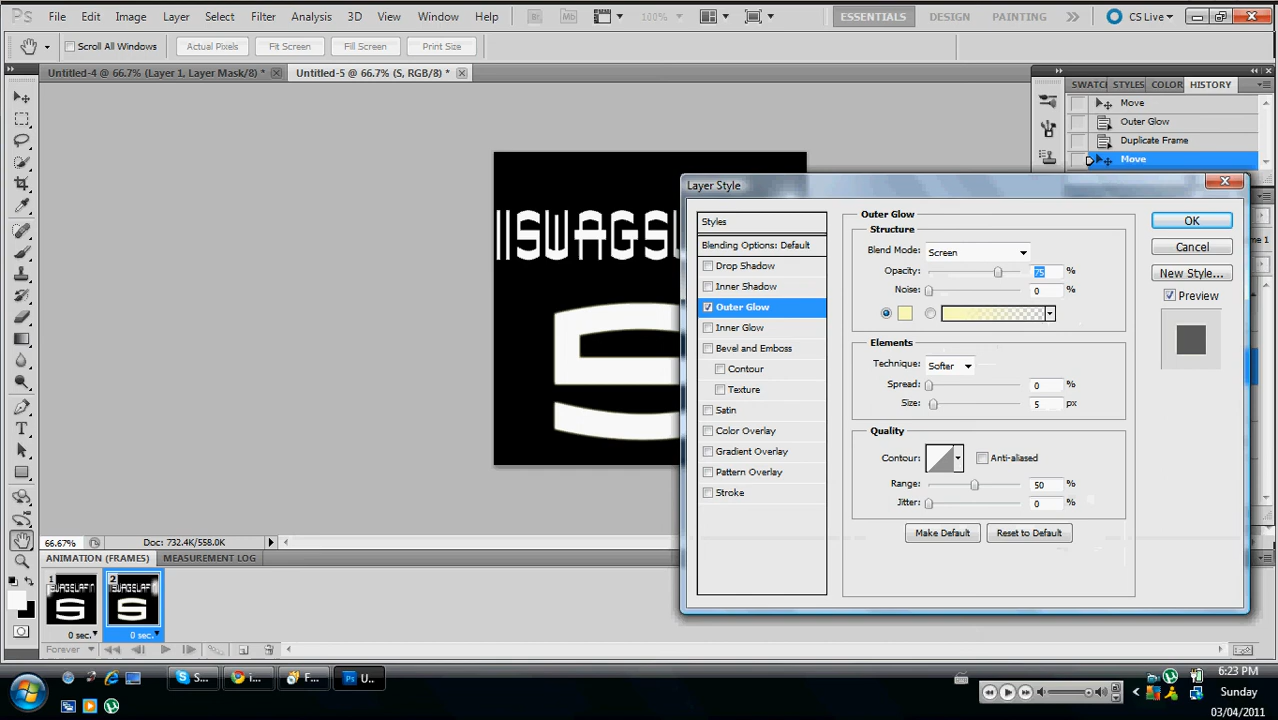 Ps File Edit Image Layer Select Filter Analysis 3D View Window Help Br Mb 100% ESSENTIALS DESIGN PAINTING CS Live
Scroll All Windows Actual Pixels Fit Screen Fill Screen Print Size
Untitled-4 @ 66.7% (Layer 1, Layer Mask/8) * Untitled-5 @ 66.7% (S, RGB/8) *
SWATC STYLES COLOR HISTORY
Move
Outer Glow
Duplicate Frame
Move
IISWAGS
S
Layer Style
Styles
Blending Options: Default
Drop Shadow
Inner Shadow
Outer Glow
Inner Glow
Bevel and Emboss
Contour
Texture
Satin
Color Overlay
Gradient Overlay
Pattern Overlay
Stroke
Outer Glow
Structure
Blend Mode: Screen
Opacity: 75 %
Noise: 0 %
Elements
Technique: Softer
Spread: 0 %
Size: 5 px
Quality
Contour: Anti-aliased
Range: 50 %
Jitter: 0 %
Make Default Reset to Default
OK
Cancel
New Style...
Preview
66.67% Doc: 732.4K/558.0K
ANIMATION (FRAMES) MEASUREMENT LOG
1 2
S S
0 sec. 0 sec.
Forever
S... i... F... U..
6:23 PM
Sunday
03/04/2011